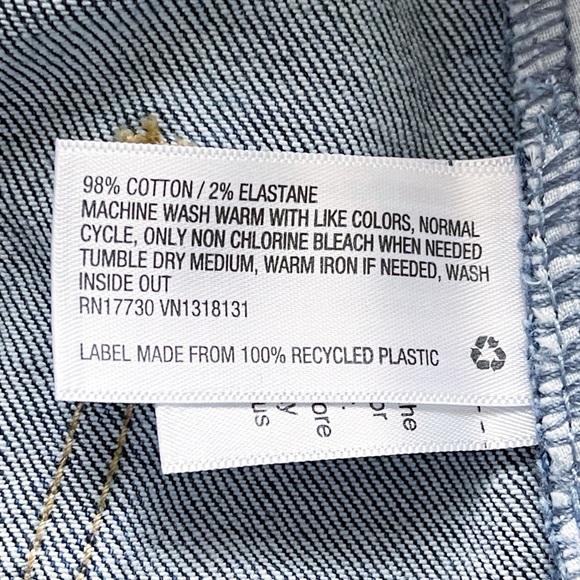 98% COTTON / 2% ELASTANE
MACHINE WASH WARM WITH LIKE COLORS, NORMAL
CYCLE, ONLY NON CHLORINE BLEACH WHEN NEEDED
TUMBLE DRY MEDIUM, WARM IRON IF NEEDED, WASH
INSIDE OUT
RN17730 VN1318131
LABEL MADE FROM 100% RECYCLED PLASTIC